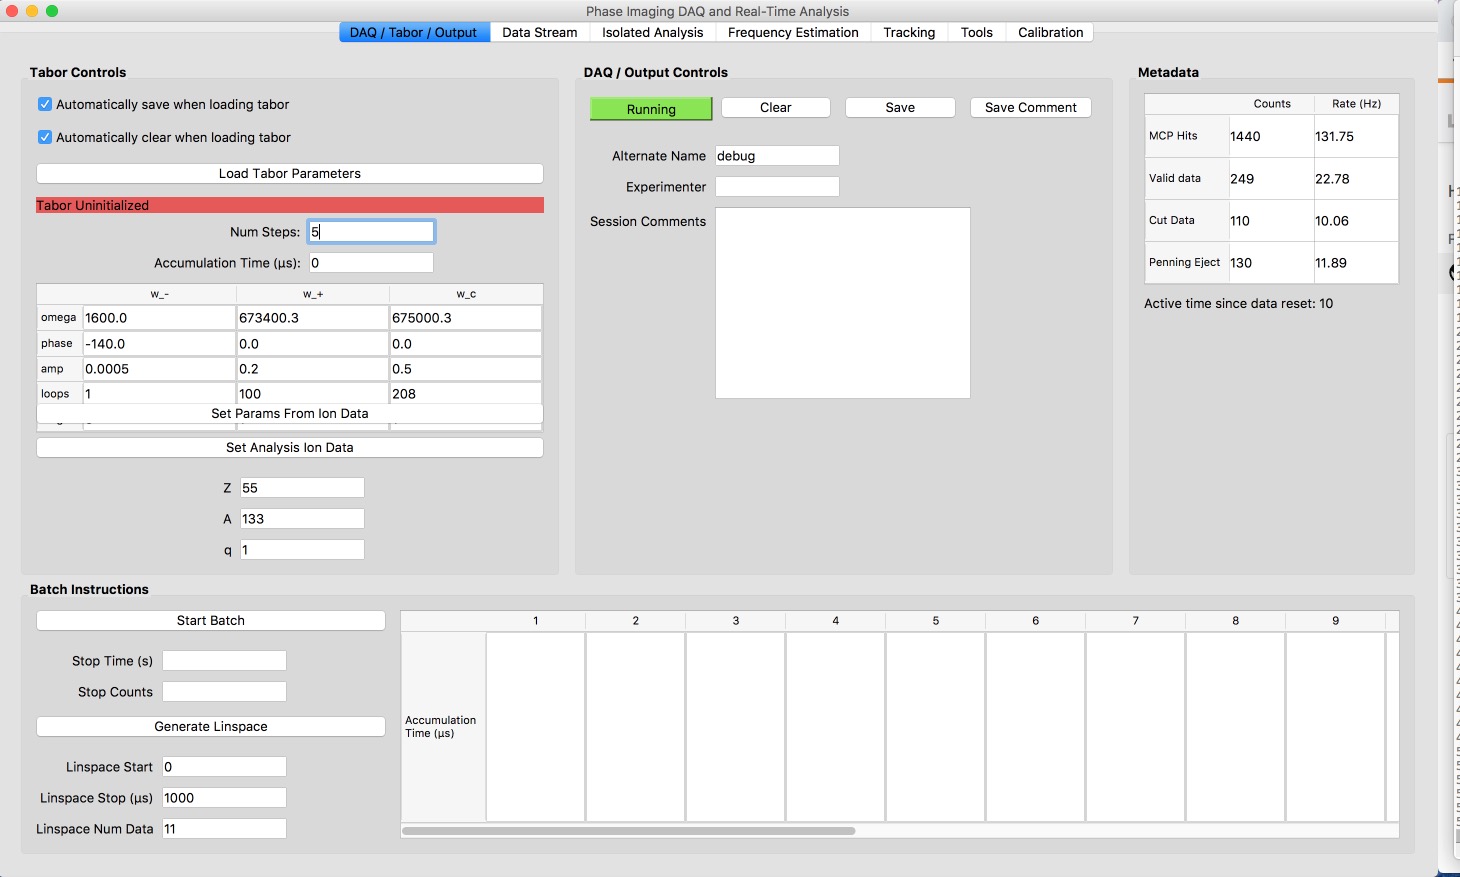 Phase Imaging DAQ and Real-Time Analysis
DAQ / Tabor / Output
Data Stream
Isolated Analysis
Frequency Estimation
Tracking
Tools
Calibration
Tabor Controls
Automatically save when loading tabor
Automatically clear when loading tabor
Load Tabor Parameters
Tabor Uninitialized
Num Steps: 5
Accumulation Time (µs): 0
w_- w_+ w_c
omega 1600.0 673400.3 675000.3
phase -140.0 0.0 0.0
amp 0.0005 0.2 0.5
loops 1 100 208
Set Params From Ion Data
Set Analysis Ion Data
Z 55
A 133
q 1
DAQ / Output Controls
Running
Clear
Save
Save Comment
Alternate Name debug
Experimenter
Session Comments
Metadata
Counts Rate (Hz)
MCP Hits 1440 131.75
Valid data 249 22.78
Cut Data 110 10.06
Penning Eject 130 11.89
Active time since data reset: 10
Batch Instructions
Start Batch
Stop Time (s)
Stop Counts
Generate Linspace
Linspace Start 0
Linspace Stop (µs) 1000
Linspace Num Data 11
1 2 3 4 5 6 7 8 9
Accumulation
Time (µs)